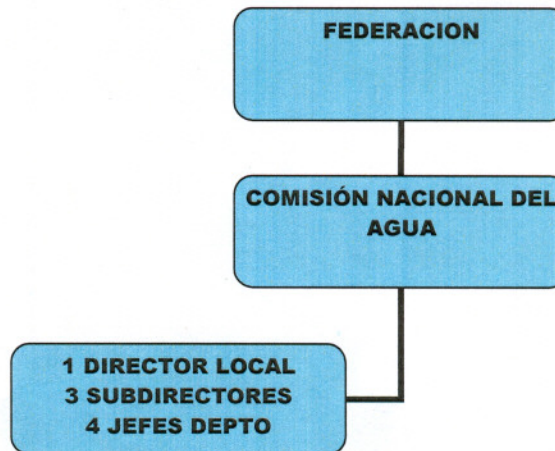 FEDERACION
COMISIÓN NACIONAL DEL
AGUA
1 DIRECTOR LOCAL
3 SUBDIRECTORES
4 JEFES DEPTO